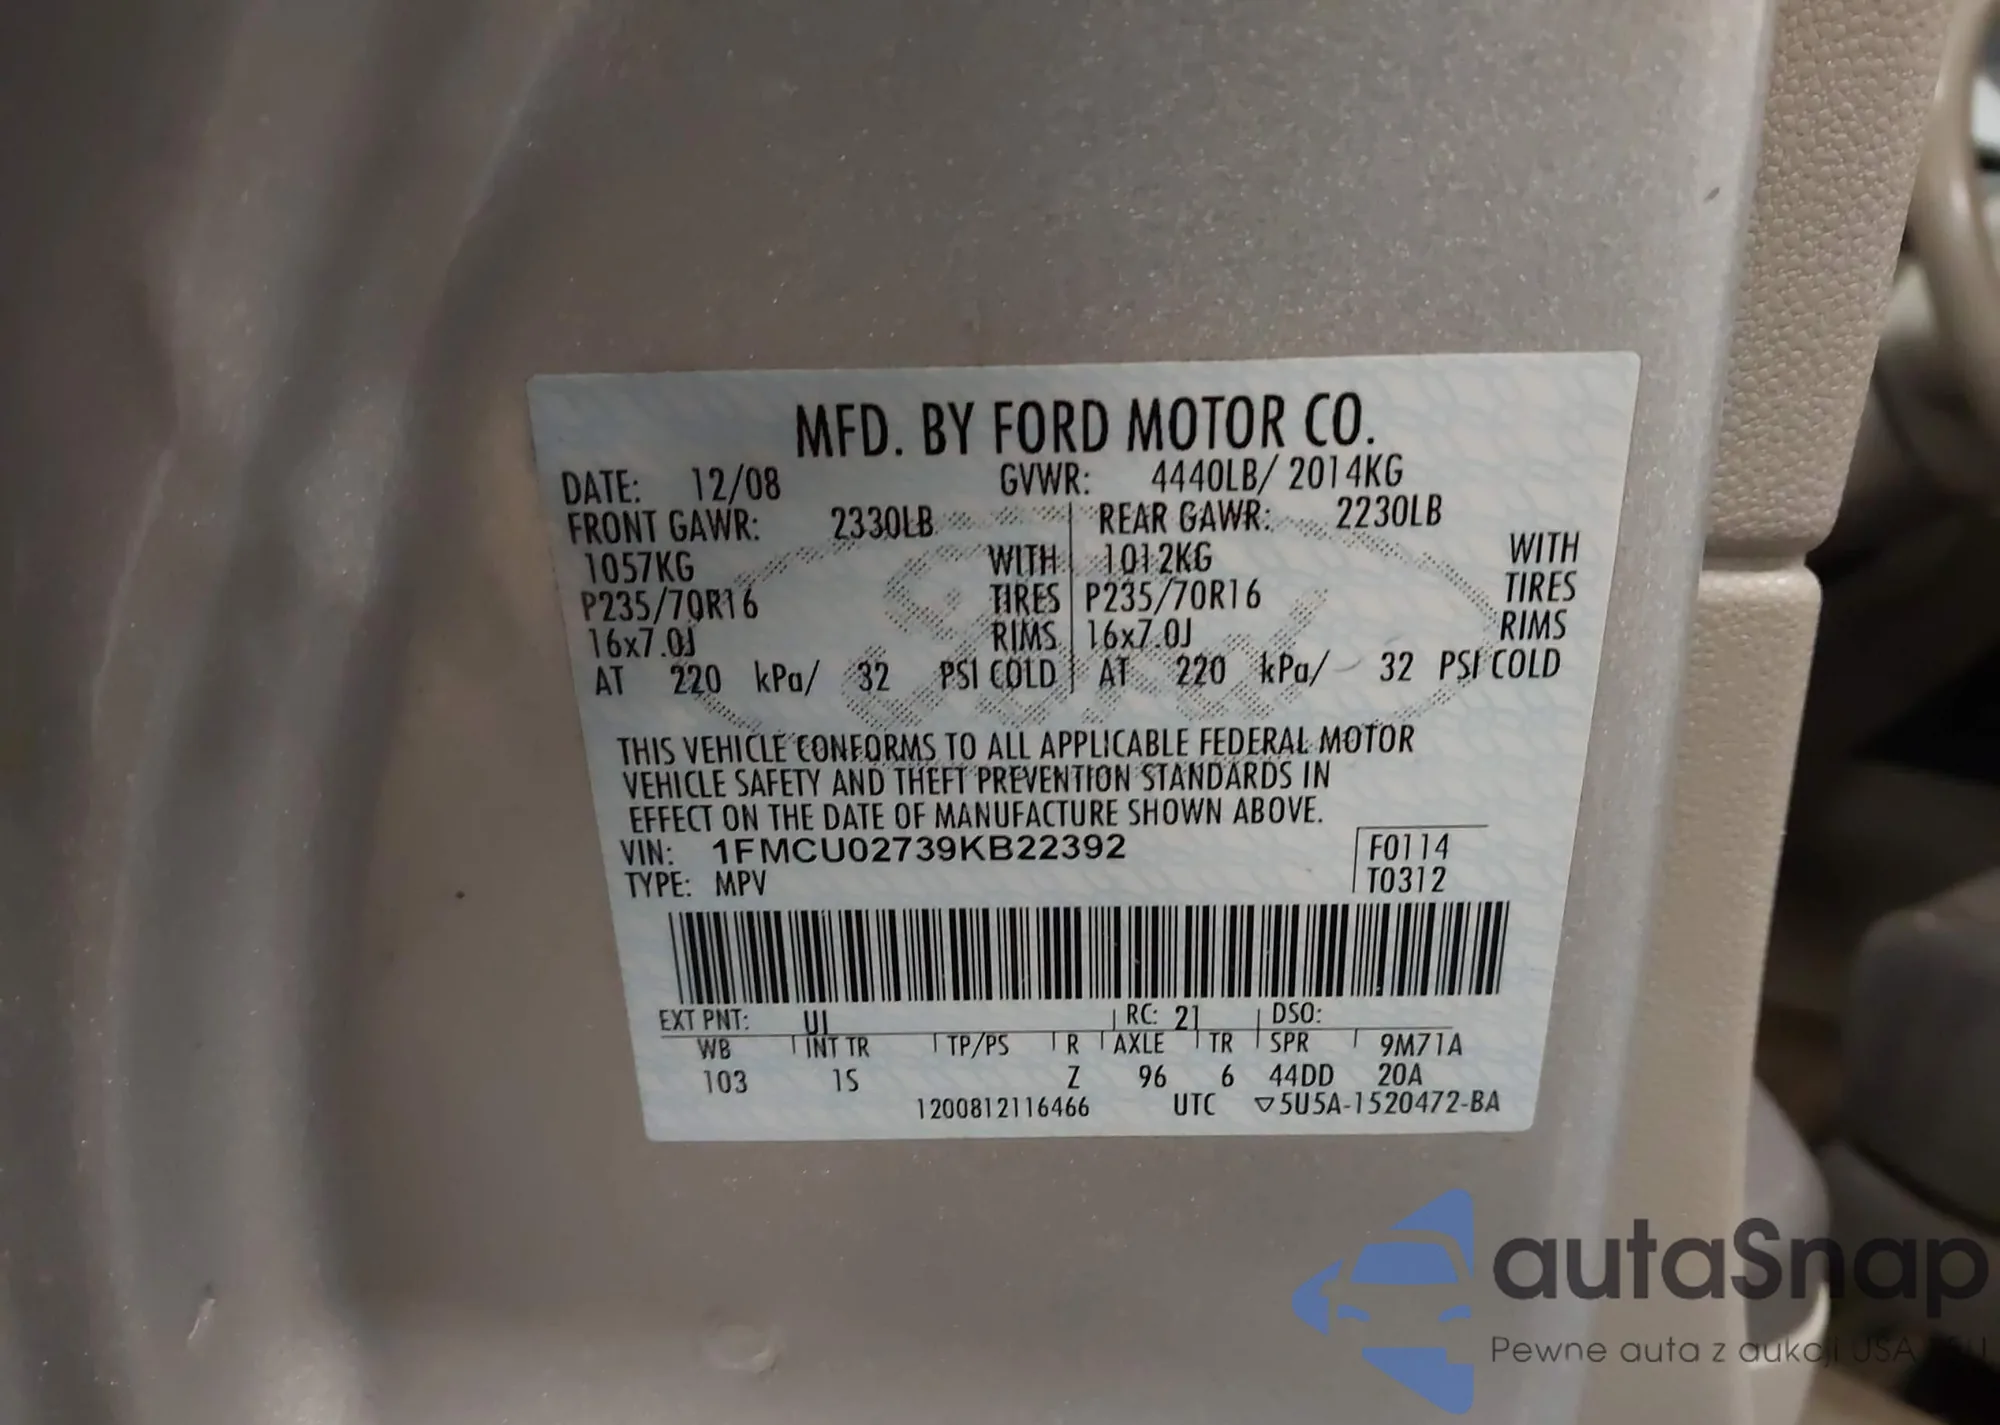 MFD. BY FORD MOTOR CO.
DATE: 12/08 GVWR: 4440LB/ 2014KG
FRONT GAWR: 2330LB REAR GAWR: 2230LB
1057KG WITH 1012KG WITH
P235/70R16 TIRES P235/70R16 TIRES
16x7.0J RIMS 16x7.0J RIMS
AT 220 kPa/ 32 PSI COLD AT 220 kPa/ 32 PSI COLD
THIS VEHICLE CONFORMS TO ALL APPLICABLE FEDERAL MOTOR
VEHICLE SAFETY AND THEFT PREVENTION STANDARDS IN
EFFECT ON THE DATE OF MANUFACTURE SHOWN ABOVE.
VIN: 1FMCU02739KB22392 F0114
TYPE: MPV T0312
EXT PNT: UJ RC: 21 DSO:
WB INT TR TP/PS R AXLE TR SPR 9M71A
103 1S Z 96 6 44DD 20A
1200812116466 UTC ▽5U5A-1520472-BA
autaSnap
Pewne auta z aukcji USA